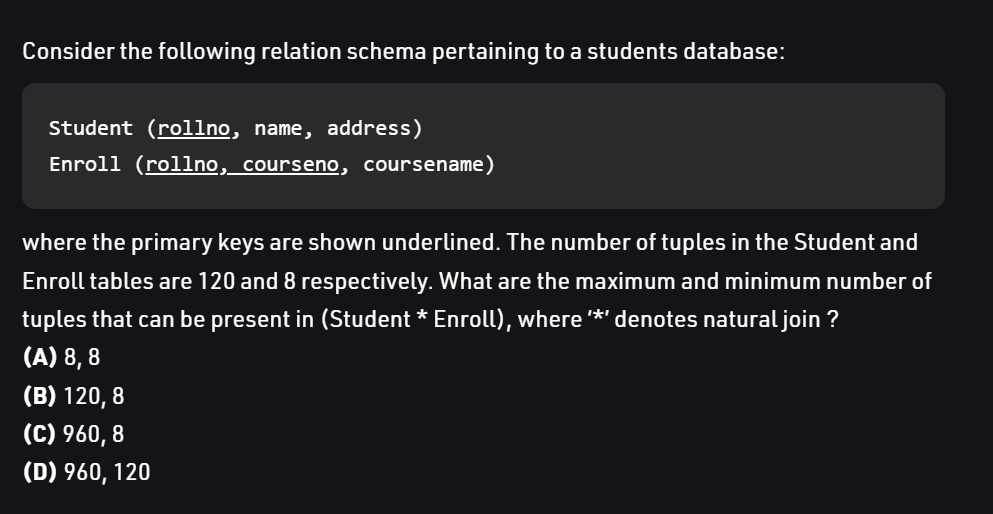 Consider the following relation schema pertaining to a students database:
Student (rollno, name, address)
Enroll (rollno, courseno, coursename)
where the primary keys are shown underlined. The number of tuples in the Student and
Enroll tables are 120 and 8 respectively. What are the maximum and minimum number of
tuples that can be present in (Student * Enroll), where ‘*’ denotes natural join ?
(A) 8, 8
(B) 120, 8
(C) 960, 8
(D) 960, 120